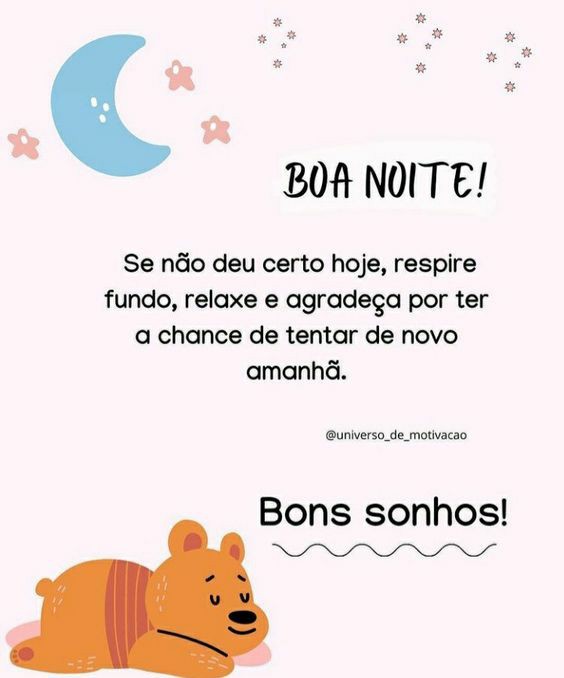 BOA NOITE!
Se não deu certo hoje, respire
fundo, relaxe e agradeça por ter
a chance de tentar de novo
amanhã.
@universo_de_motivacao
Bons sonhos!